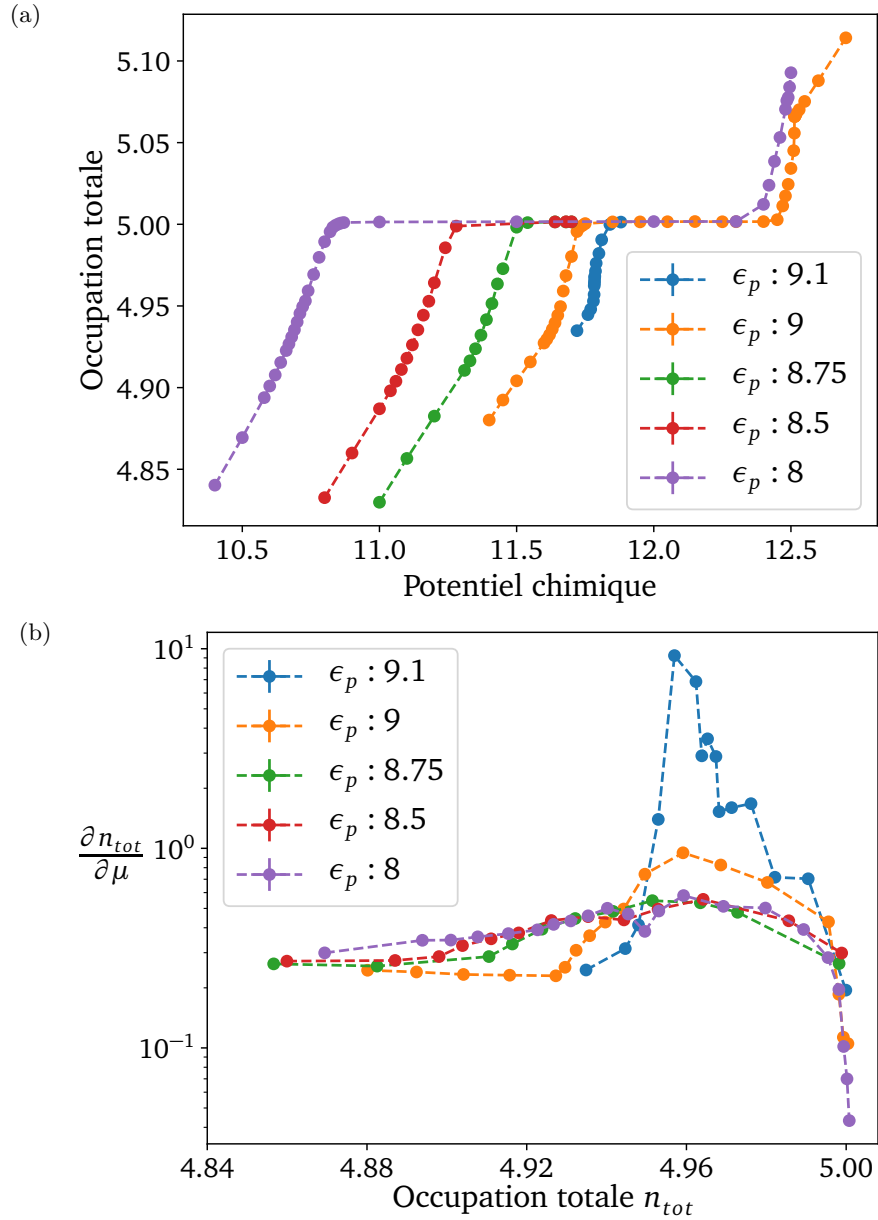 (a)
Occupation totale
5.10
5.05
5.00
4.95
4.90
4.85
10.5 11.0 11.5 12.0 12.5
Potentiel chimique
ϵp : 9.1
ϵp : 9
ϵp : 8.75
ϵp : 8.5
ϵp : 8
(b)
∂ntot
∂μ
10¹
10⁰
10⁻¹
ϵp : 9.1
ϵp : 9
ϵp : 8.75
ϵp : 8.5
ϵp : 8
4.84 4.88 4.92 4.96 5.00
Occupation totale ntot